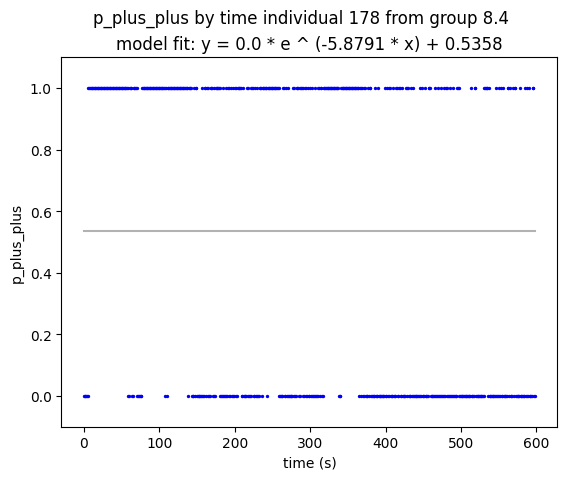 p_plus_plus by time individual 178 from group 8.4
model fit: y = 0.0 * e ^ (-5.8791 * x) + 0.5358
1.0
0.8
0.6
0.4
0.2
0.0
p_plus_plus
0 100 200 300 400 500 600
time (s)